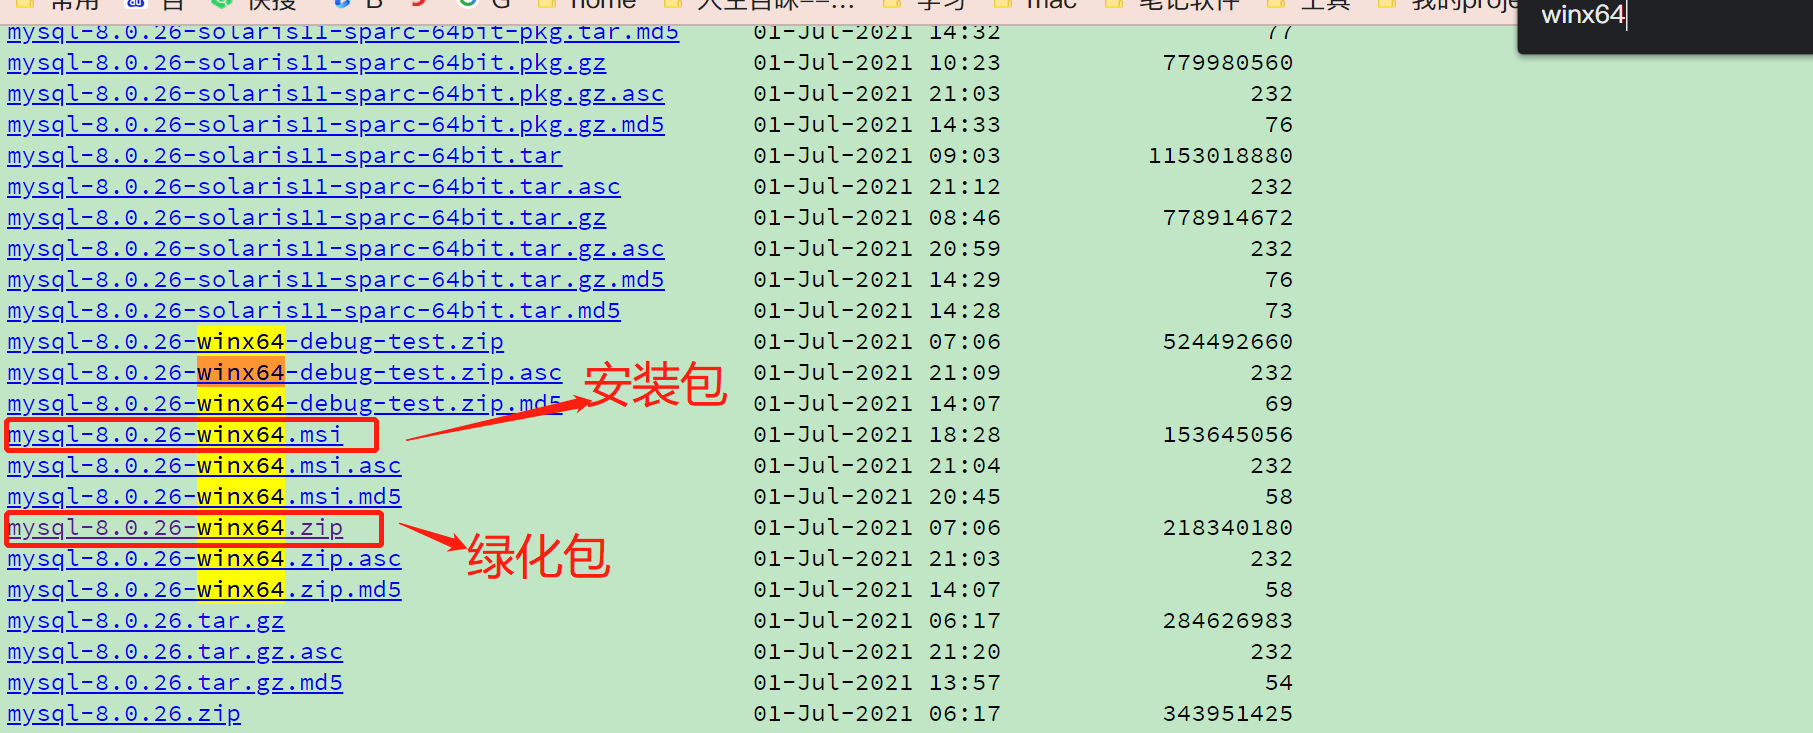 常用 百 快搜 B G home 学习 mac 笔记软件 工具
winx64
mysql-8.0.26-solaris11-sparc-64bit-pkg.tar.md5 01-Jul-2021 14:32 77
mysql-8.0.26-solaris11-sparc-64bit.pkg.gz 01-Jul-2021 10:23 779980560
mysql-8.0.26-solaris11-sparc-64bit.pkg.gz.asc 01-Jul-2021 21:03 232
mysql-8.0.26-solaris11-sparc-64bit.pkg.gz.md5 01-Jul-2021 14:33 76
mysql-8.0.26-solaris11-sparc-64bit.tar 01-Jul-2021 09:03 1153018880
mysql-8.0.26-solaris11-sparc-64bit.tar.asc 01-Jul-2021 21:12 232
mysql-8.0.26-solaris11-sparc-64bit.tar.gz 01-Jul-2021 08:46 778914672
mysql-8.0.26-solaris11-sparc-64bit.tar.gz.asc 01-Jul-2021 20:59 232
mysql-8.0.26-solaris11-sparc-64bit.tar.gz.md5 01-Jul-2021 14:29 76
mysql-8.0.26-solaris11-sparc-64bit.tar.md5 01-Jul-2021 14:28 73
mysql-8.0.26-winx64-debug-test.zip 01-Jul-2021 07:06 524492660
mysql-8.0.26-winx64-debug-test.zip.asc 01-Jul-2021 21:09 232
安装包
mysql-8.0.26-winx64-debug-test.zip.md5 01-Jul-2021 14:07 69
mysql-8.0.26-winx64.msi 01-Jul-2021 18:28 153645056
mysql-8.0.26-winx64.msi.asc 01-Jul-2021 21:04 232
mysql-8.0.26-winx64.msi.md5 01-Jul-2021 20:45 58
mysql-8.0.26-winx64.zip 01-Jul-2021 07:06 218340180
绿化包
mysql-8.0.26-winx64.zip.asc 01-Jul-2021 21:03 232
mysql-8.0.26-winx64.zip.md5 01-Jul-2021 14:07 58
mysql-8.0.26.tar.gz 01-Jul-2021 06:17 284626983
mysql-8.0.26.tar.gz.asc 01-Jul-2021 21:20 232
mysql-8.0.26.tar.gz.md5 01-Jul-2021 13:57 54
mysql-8.0.26.zip 01-Jul-2021 06:17 343951425